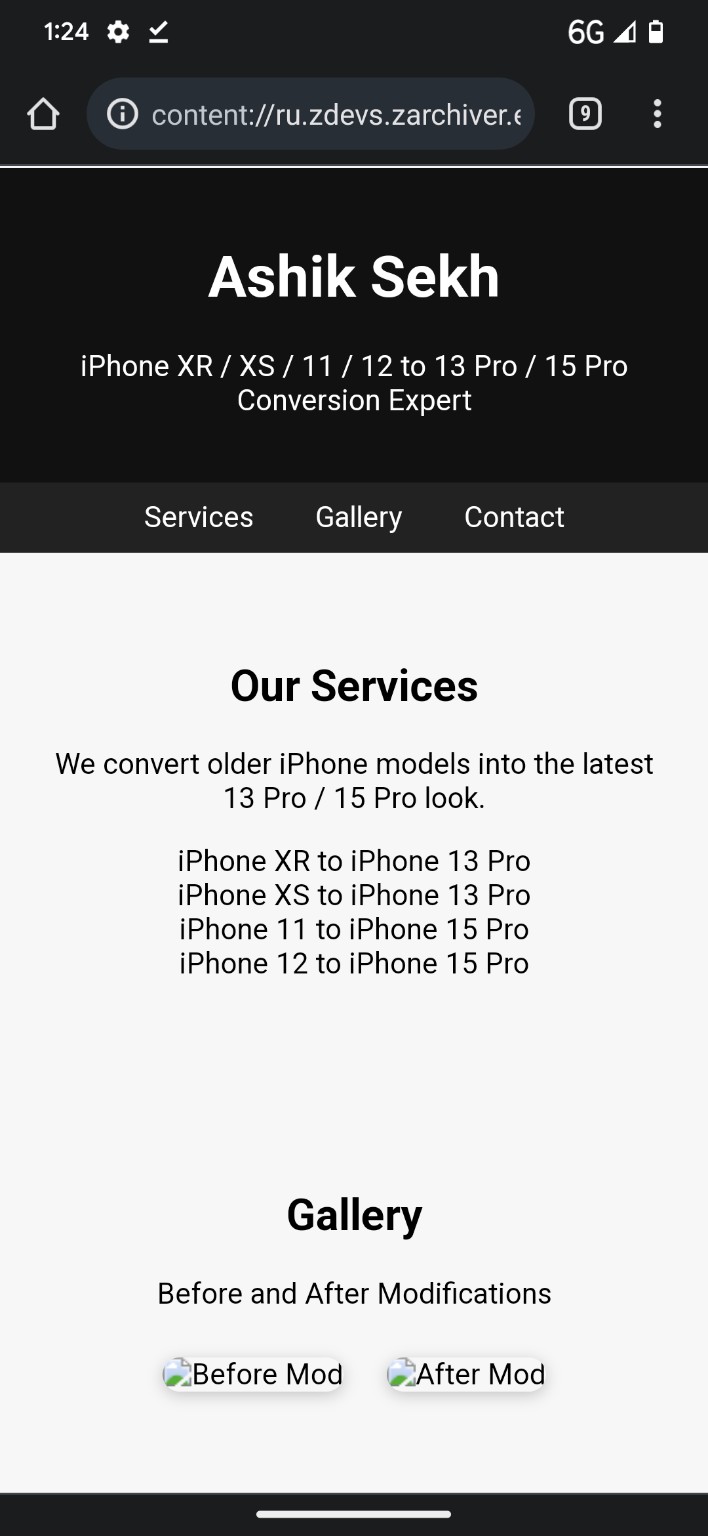 1:24 6G
content://ru.zdevs.zarchiver.e 9
Ashik Sekh
iPhone XR / XS / 11 / 12 to 13 Pro / 15 Pro
Conversion Expert
Services Gallery Contact
Our Services
We convert older iPhone models into the latest
13 Pro / 15 Pro look.
iPhone XR to iPhone 13 Pro
iPhone XS to iPhone 13 Pro
iPhone 11 to iPhone 15 Pro
iPhone 12 to iPhone 15 Pro
Gallery
Before and After Modifications
Before Mod After Mod